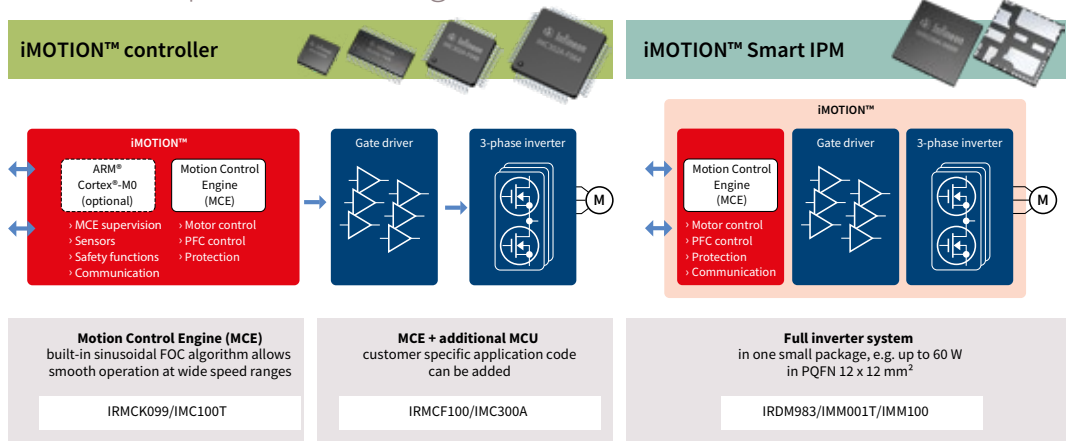 iMOTION™ controller
iMOTION™ Smart IPM
iMOTION™
ARM®
Cortex®-M0
(optional)
Motion Control
Engine
(MCE)
› MCE supervision
› Sensors
› Safety functions
› Communication
› Motor control
› PFC control
› Protection
Gate driver
3-phase inverter
M
iMOTION™
Motion Control
Engine
(MCE)
› Motor control
› PFC control
› Protection
› Communication
Gate driver
3-phase inverter
M
Motion Control Engine (MCE)
built-in sinusoidal FOC algorithm allows
smooth operation at wide speed ranges
IRMCK099/IMC100T
MCE + additional MCU
customer specific application code
can be added
IRMCF100/IMC300A
Full inverter system
in one small package, e.g. up to 60 W
in PQFN 12 x 12 mm²
IRDM983/IMM001T/IMM100